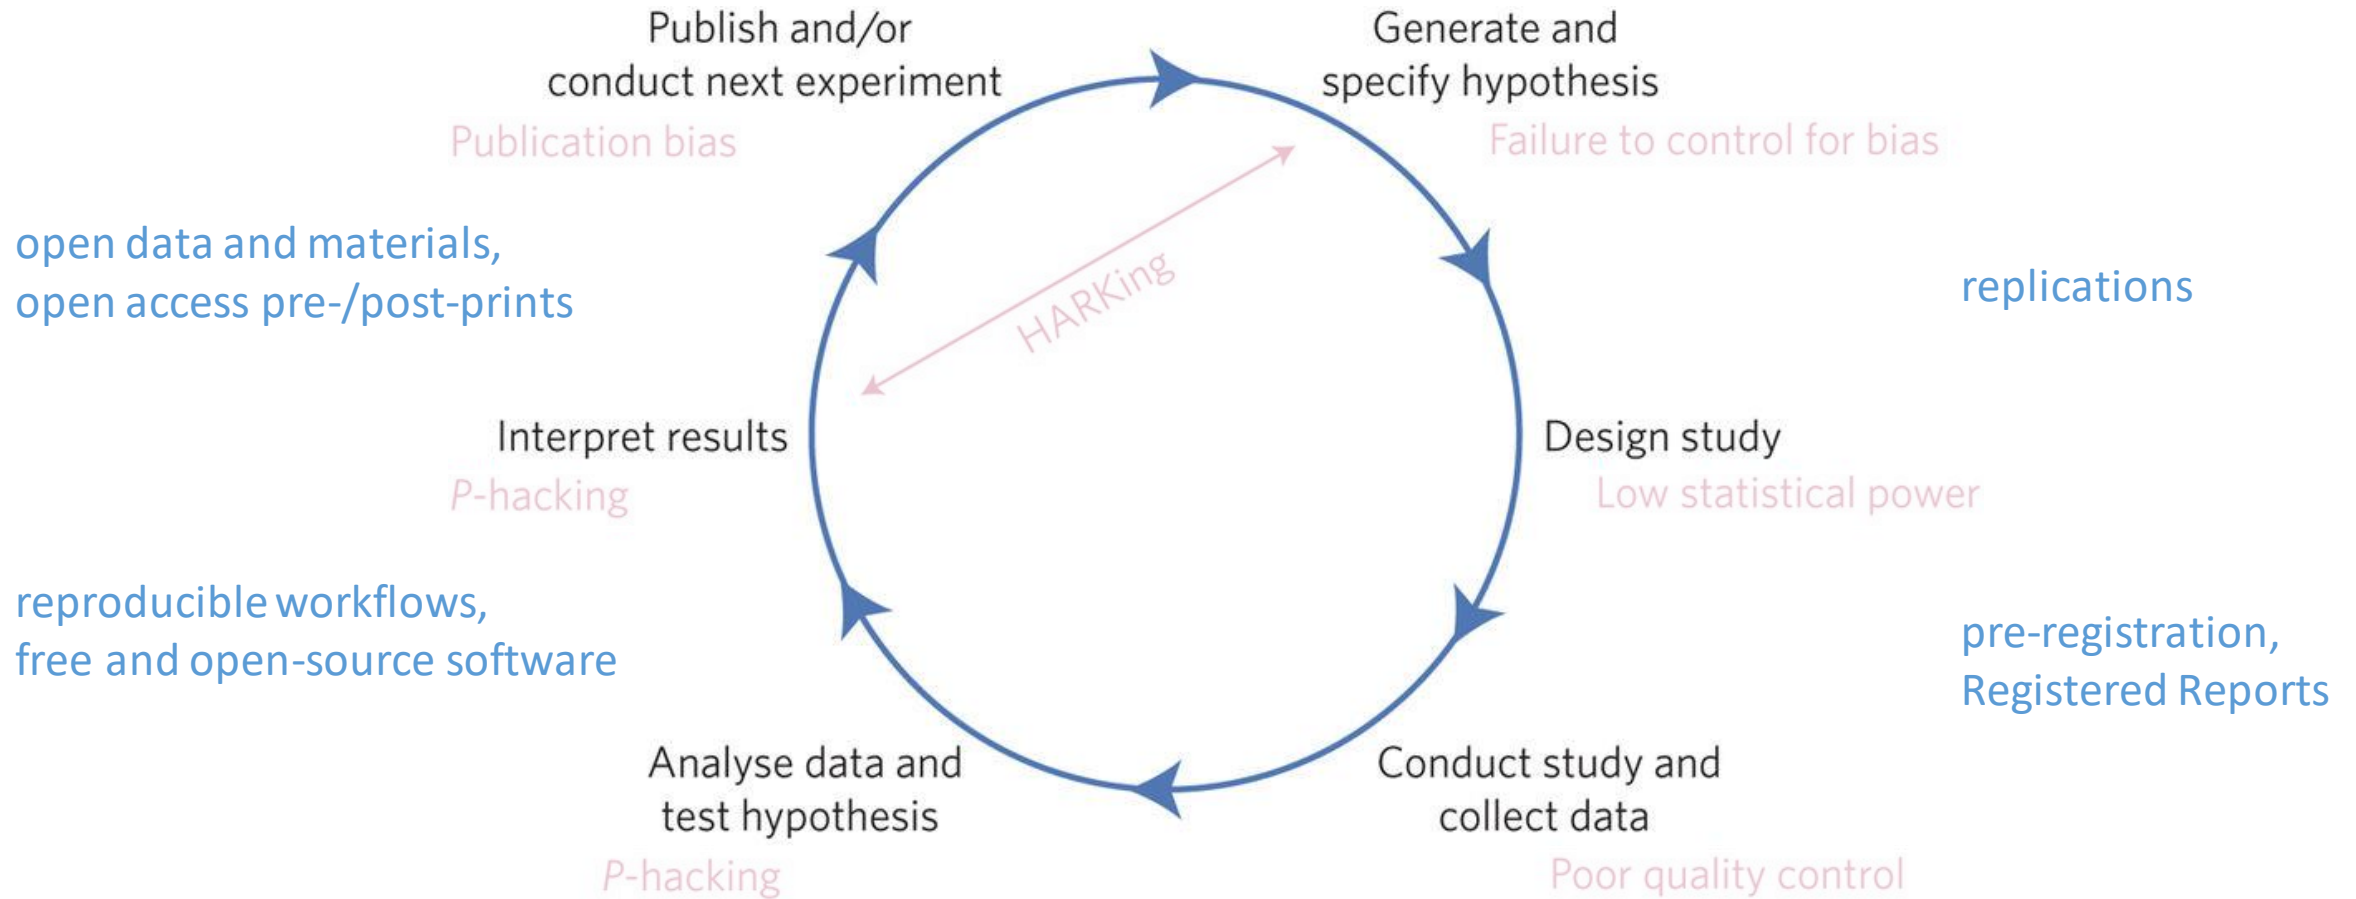 Publish and/or
conduct next experiment
Publication bias
Generate and
specify hypothesis
Failure to control for bias
open data and materials,
open access pre-/post-prints
HARKing
replications
Interpret results
P-hacking
Design study
Low statistical power
reproducible workflows,
free and open-source software
pre-registration,
Registered Reports
Analyse data and
test hypothesis
P-hacking
Conduct study and
collect data
Poor quality control